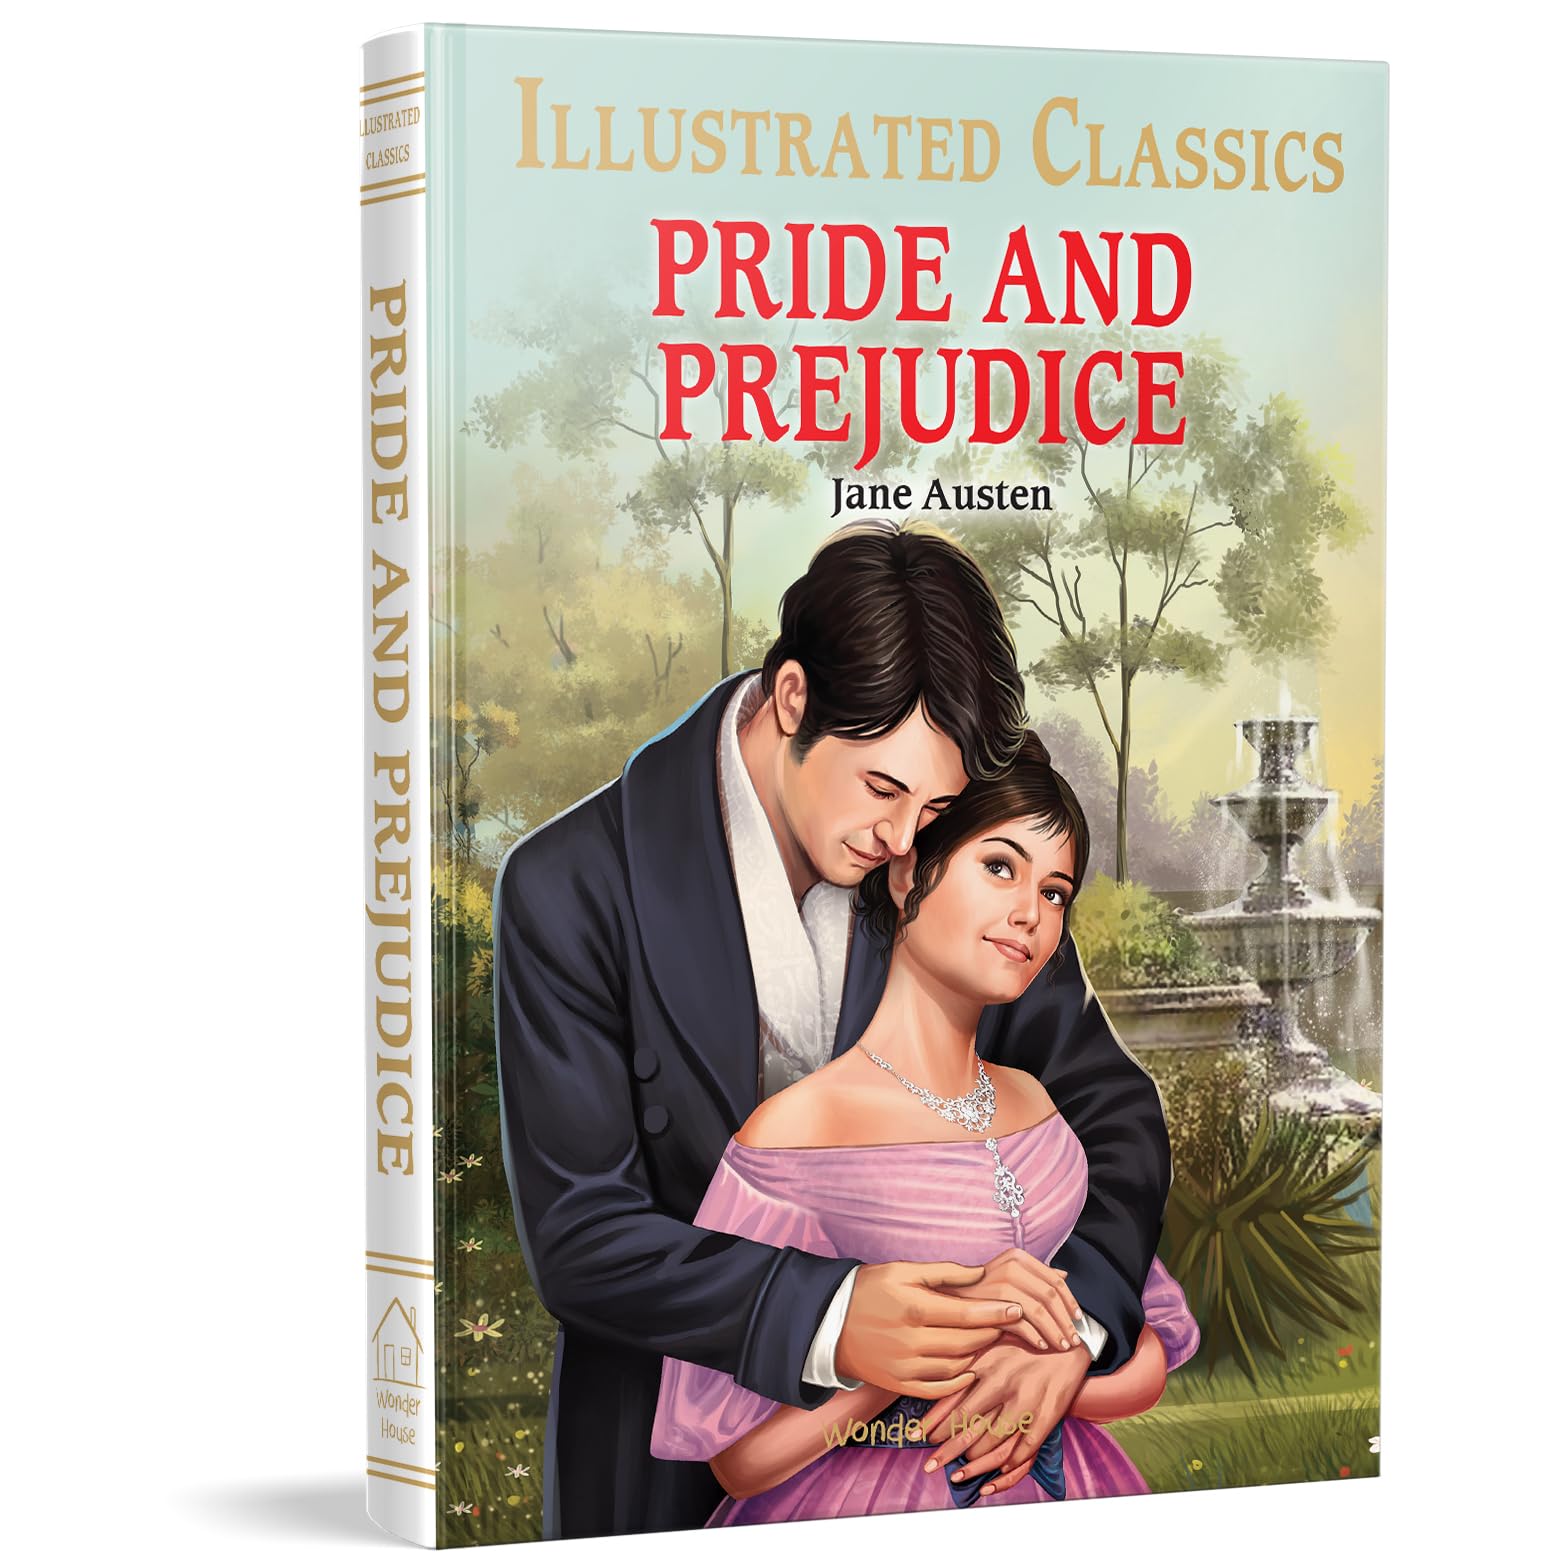 ILLUSTRATED CLASSICS
PRIDE AND
PREJUDICE
Jane Austen
Wonder House
ILLUSTRATED
CLASSICS
PRIDE AND PREJUDICE
Wonder
House